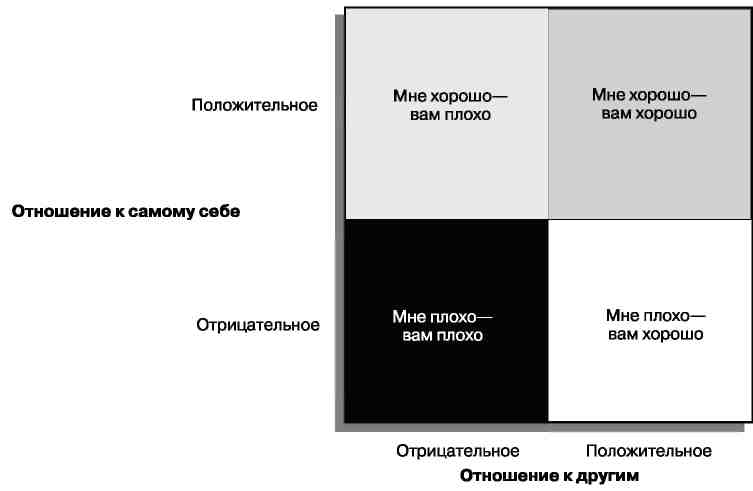 Мне хорошо—
вам плохо
Мне хорошо—
вам хорошо
Положительное
Отношение к самому себе
Отрицательное
Мне плохо—
вам плохо
Мне плохо—
вам хорошо
Отрицательное
Положительное
Отношение к другим